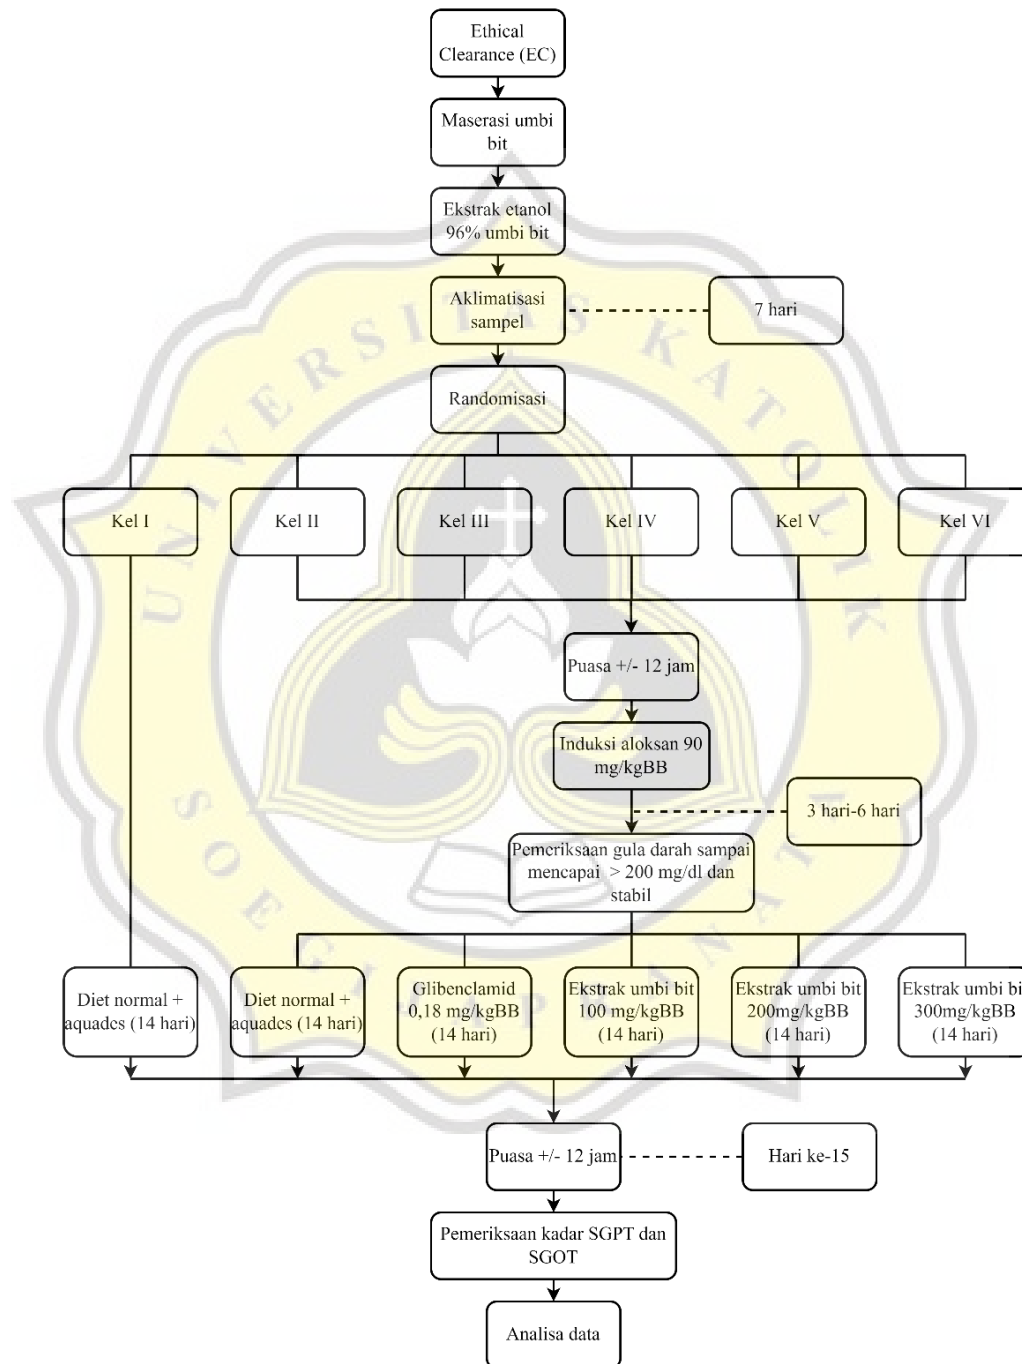 Ethical
Clearance (EC)
Maserasi umbi
bit
Ekstrak etanol
96% umbi bit
Aklimatisasi
sampel
7 hari
Randomisasi
Kel I
Kel II
Kel III
Kel IV
Kel V
Kel VI
Puasa +/- 12 jam
Induksi aloksan 90
mg/kgBB
3 hari-6 hari
Pemeriksaan gula darah sampai
mencapai > 200 mg/dl dan
stabil
Diet normal +
aquades (14 hari)
Diet normal +
aquades (14 hari)
Glibenclamid
0,18 mg/kgBB
(14 hari)
Ekstrak umbi bit
100 mg/kgBB
(14 hari)
Ekstrak umbi bit
200mg/kgBB
(14 hari)
Ekstrak umbi bit
300mg/kgBB
(14 hari)
Puasa +/- 12 jam
Hari ke-15
Pemeriksaan kadar SGPT dan
SGOT
Analisa data
UNIVERSITAS KATOLIK
SOEGIJAPRANATA